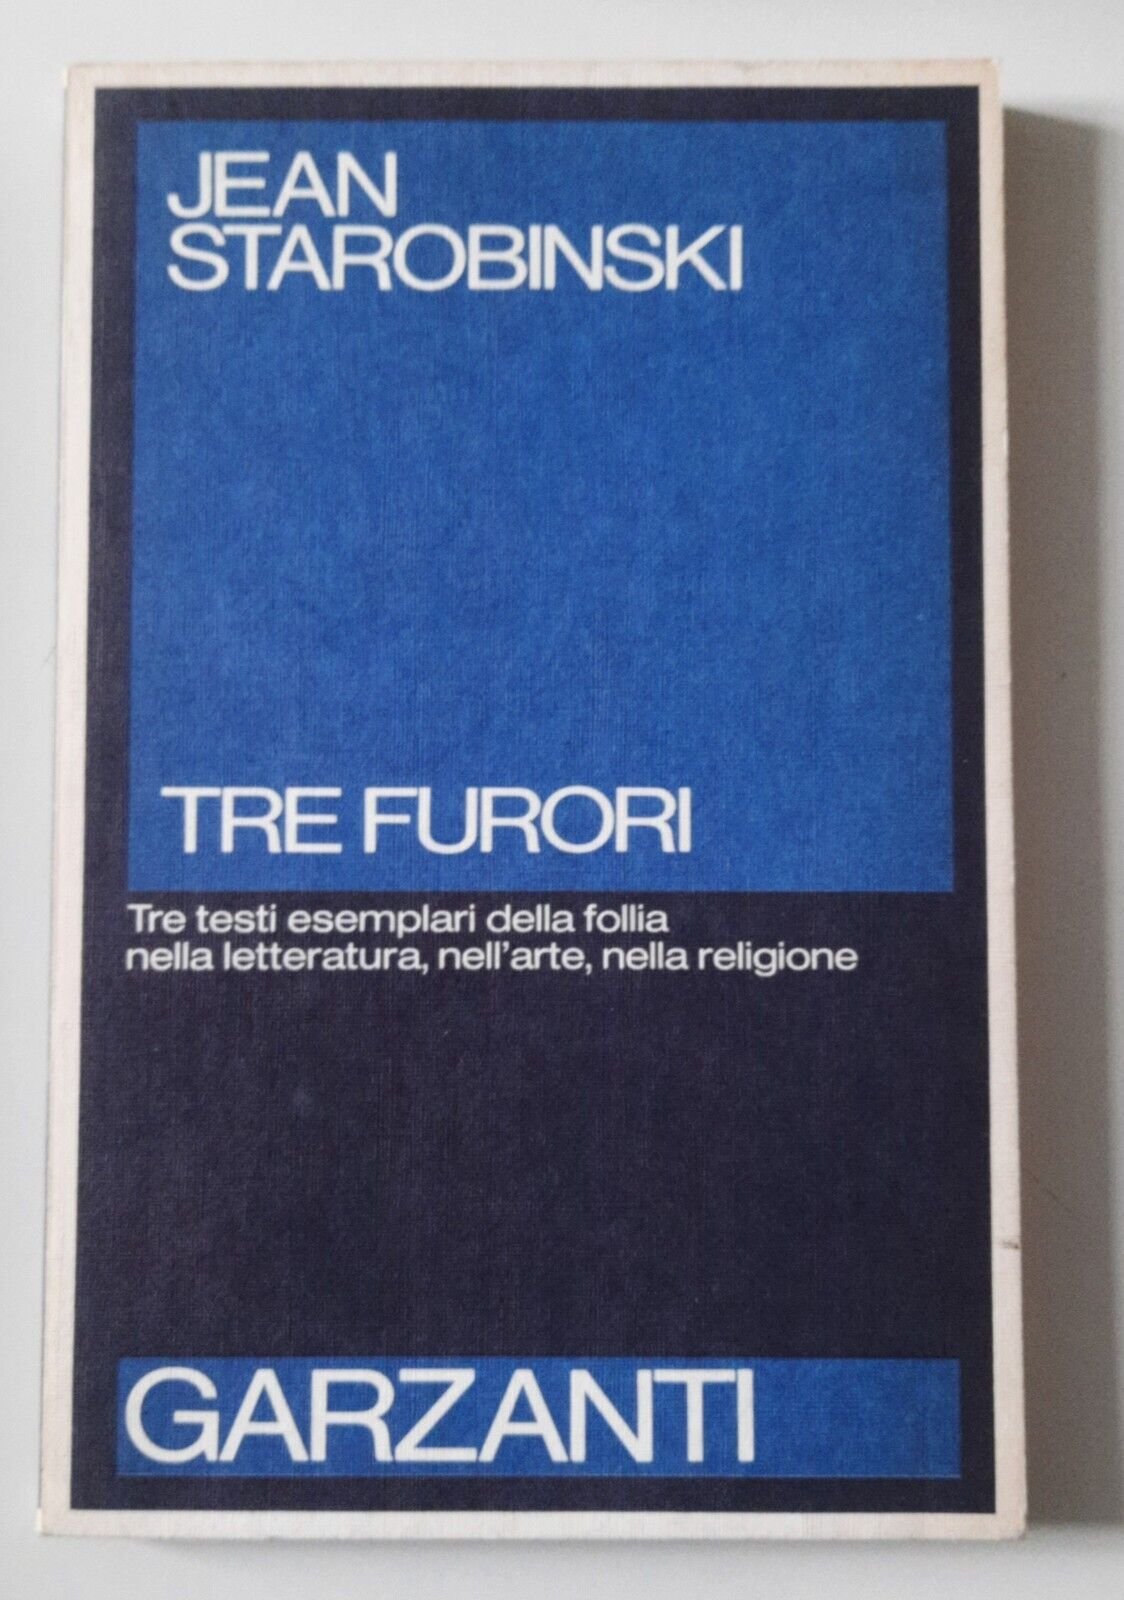 JEAN
STAROBINSKI
TRE FURORI
Tre testi esemplari della follia
nella letteratura, nell'arte, nella religione
GARZANTI